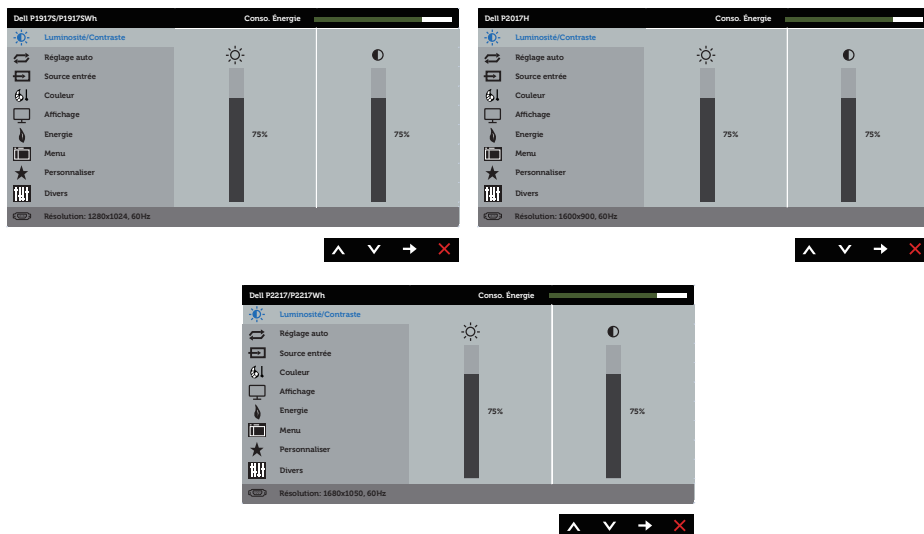 Dell P1917S/P1917SWh Conso. Énergie
Luminosité/Contraste
Réglage auto
Source entrée
Couleur
Affichage
Energie
75% 75%
Menu
Personnaliser
Divers
Résolution: 1280x1024, 60Hz
Dell P2017H Conso. Énergie
Luminosité/Contraste
Réglage auto
Source entrée
Couleur
Affichage
Energie
75% 75%
Menu
Personnaliser
Divers
Résolution: 1600x900, 60Hz
Dell P2217/P2217Wh Conso. Énergie
Luminosité/Contraste
Réglage auto
Source entrée
Couleur
Affichage
Energie
75% 75%
Menu
Personnaliser
Divers
Résolution: 1680x1050, 60Hz